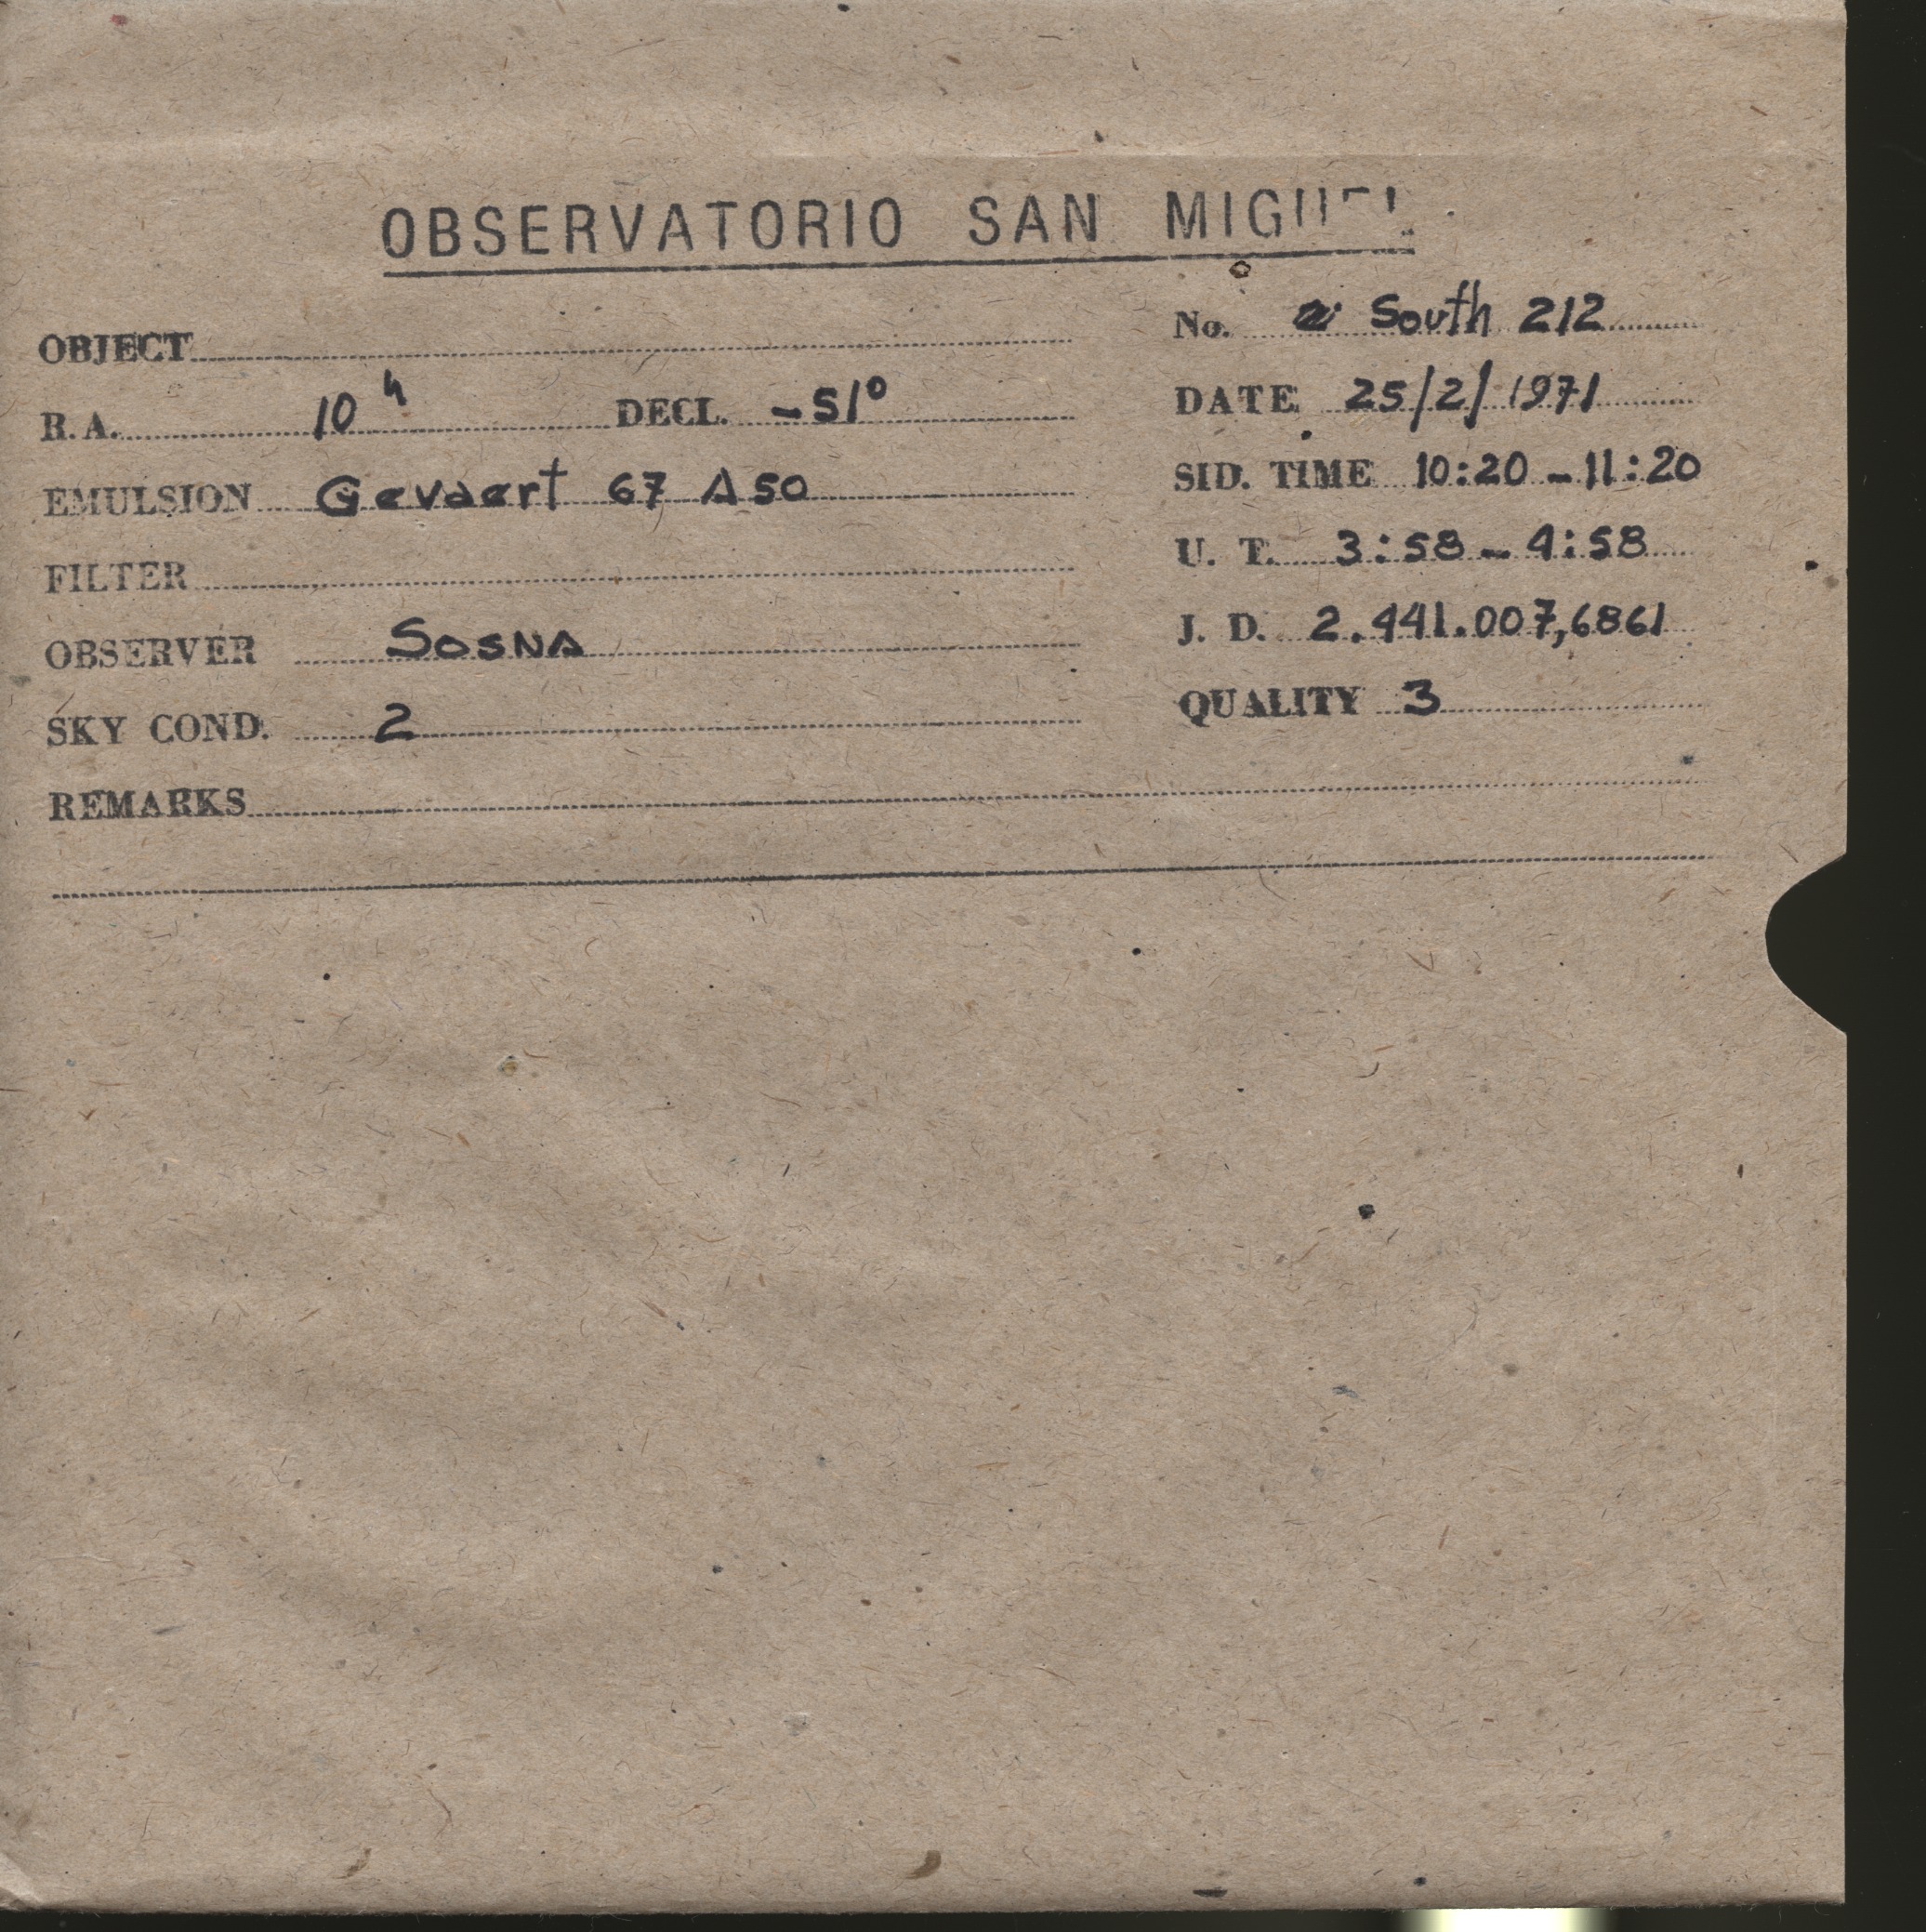 OBSERVATORIO SAN MIGUEL
OBJECT
No. South 212
R.A. 10h DECL. -51°
DATE 25/2/1971
EMULSION Gevaert 67 A 50
SID. TIME 10:20 - 11:20
FILTER
U. T. 3:58 - 4:58
OBSERVER SOSNA
J. D. 2.441.007,6861
SKY COND. 2
QUALITY 3
REMARKS